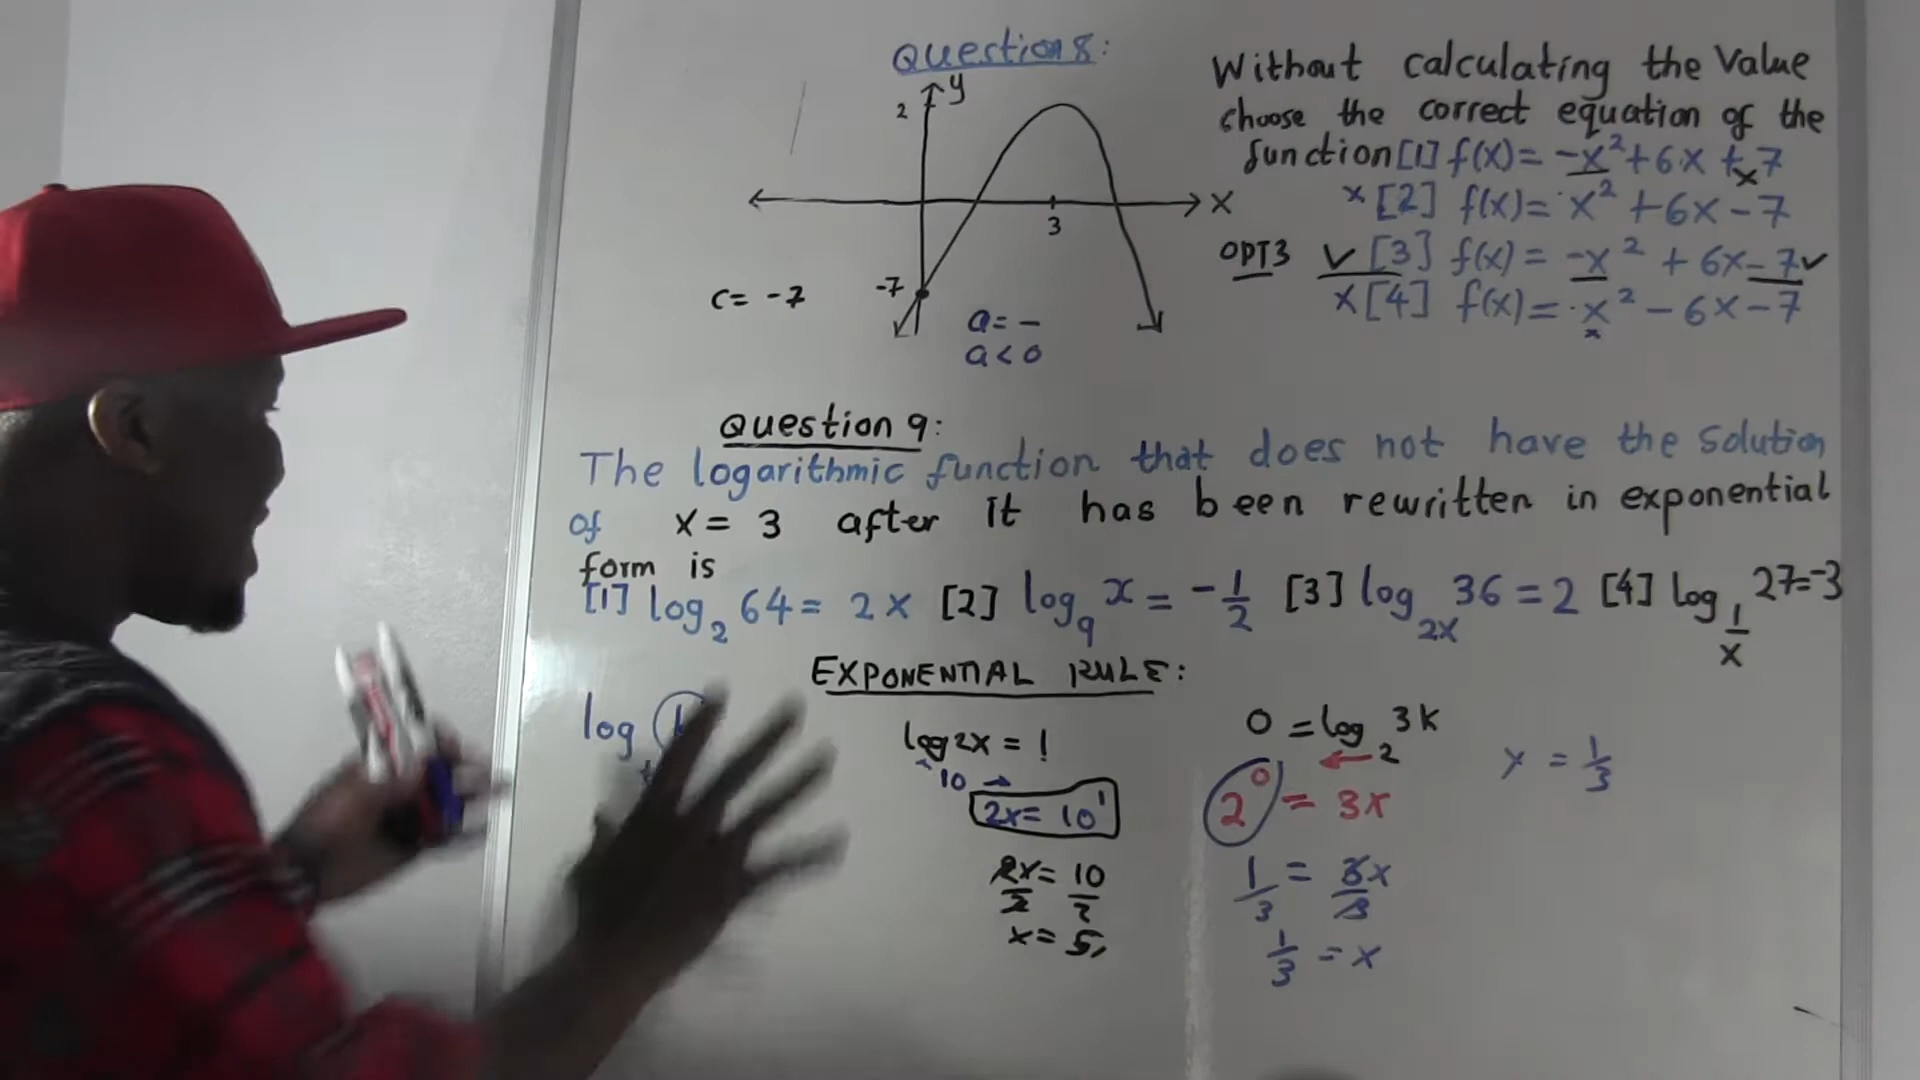 Question 8:
y
2
x
3
-7
c = -7
a = -
a < 0
Without calculating the value
choose the correct equation of the
function [1] f(x) = -x² + 6x + 7
x
x [2] f(x) = x² + 6x - 7
OPT3 ✓ [3] f(x) = -x² + 6x - 7 ✓
x [4] f(x) = x² - 6x - 7
x
Question 9:
The logarithmic function that does not have the solution
of x = 3 after it has been rewritten in exponential
form is
[1] log₂ 64 = 2x [2] log₉ x = -1/2 [3] log₂ₓ 36 = 2 [4] log_(1/x) 27 = -3
EXPONENTIAL RULE:
log
log 2x = 1
10 →
2x = 10¹
2x/2 = 10/2
x = 5
0 = log₂ 3k
←
2⁰ = 3x
1/3 = 3x/3
1/3 = x
x = 1/3